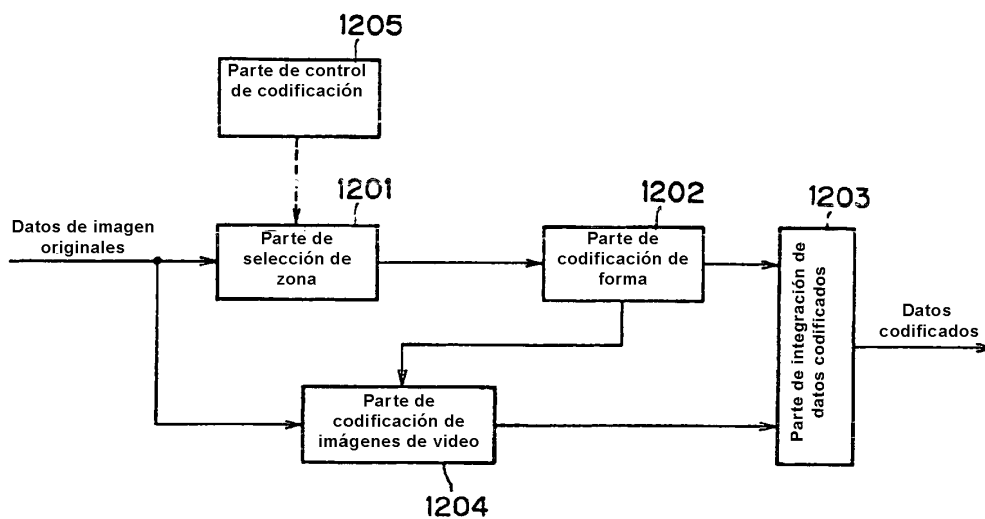 1205
Parte de control
de codificación
1201
1202
1203
Datos de imagen
originales
Parte de
selección de
zona
Parte de
codificación de
forma
Parte de integración de
datos codificados
Datos
codificados
Parte de
codificación de
imágenes de video
1204